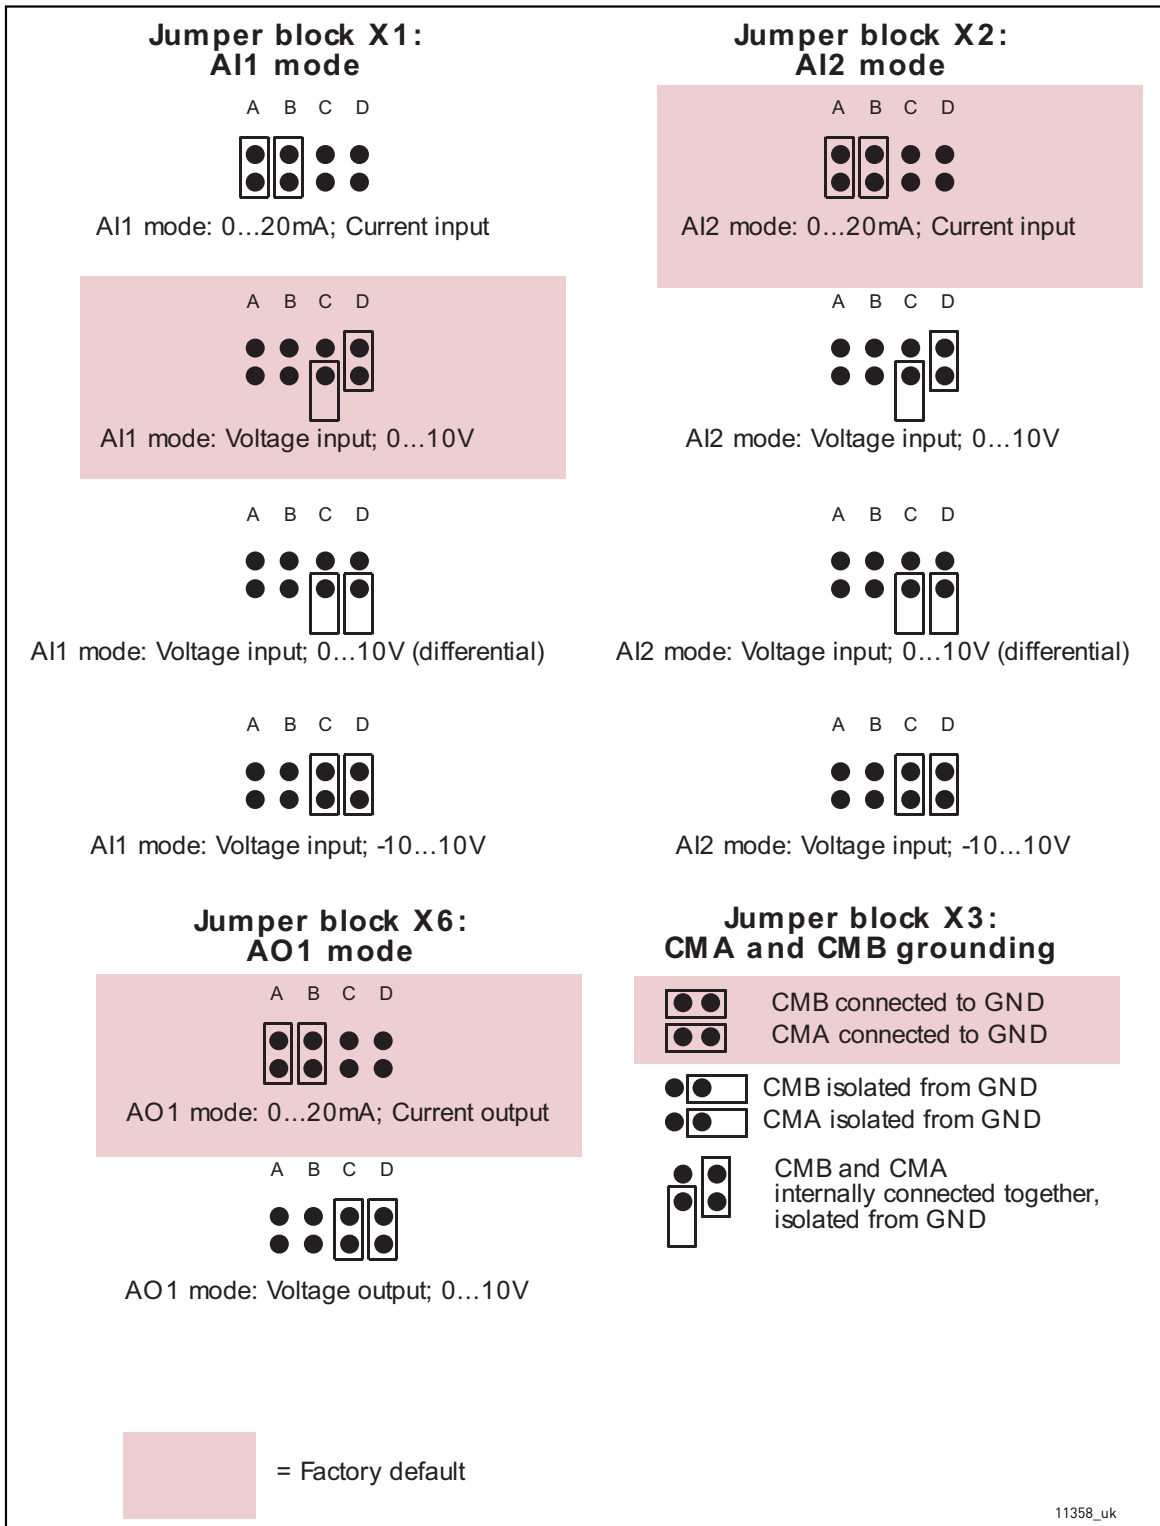 Jumper block X1:
AI1 mode
A B C D
AI1 mode: 0...20mA; Current input
A B C D
AI1 mode: Voltage input; 0...10V
A B C D
AI1 mode: Voltage input; 0...10V (differential)
A B C D
AI1 mode: Voltage input; -10...10V
Jumper block X2:
AI2 mode
A B C D
AI2 mode: 0...20mA; Current input
A B C D
AI2 mode: Voltage input; 0...10V
A B C D
AI2 mode: Voltage input; 0...10V (differential)
A B C D
AI2 mode: Voltage input; -10...10V
Jumper block X6:
AO1 mode
A B C D
AO1 mode: 0...20mA; Current output
A B C D
AO1 mode: Voltage output; 0...10V
Jumper block X3:
CMA and CMB grounding
CMB connected to GND
CMA connected to GND
CMB isolated from GND
CMA isolated from GND
CMB and CMA
internally connected together,
isolated from GND
= Factory default
11358_uk